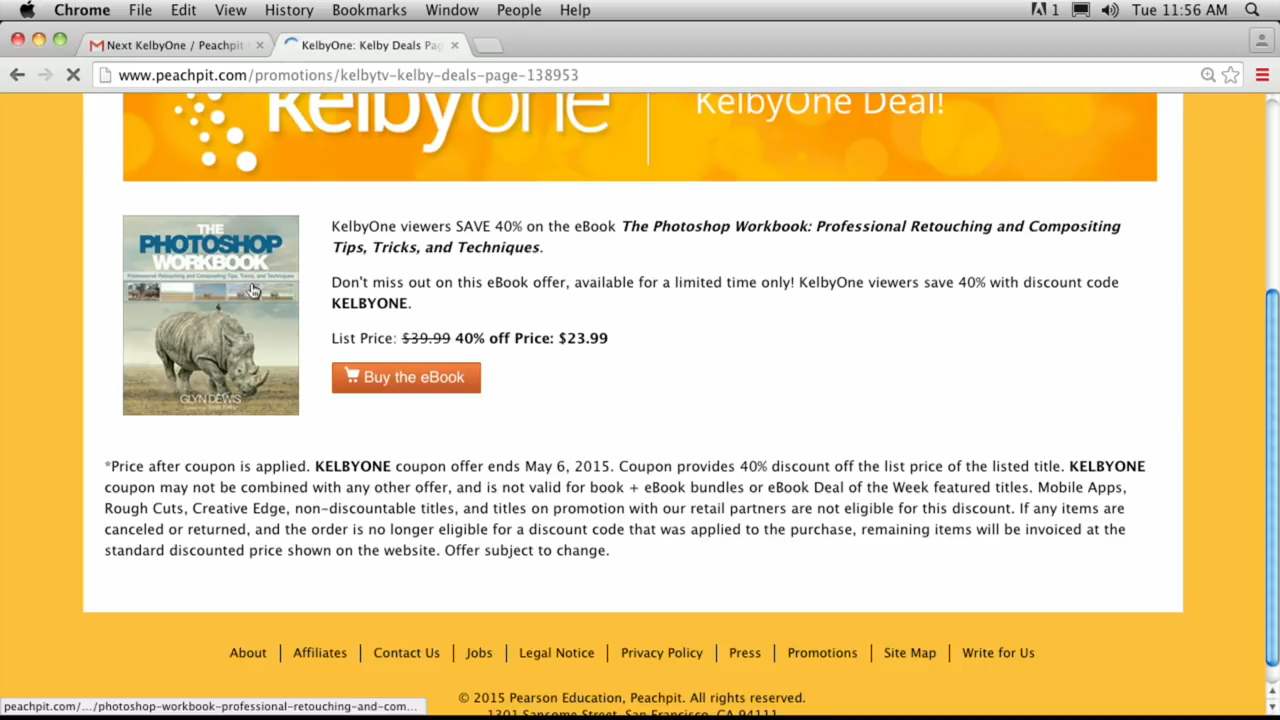 Chrome File Edit View History Bookmarks Window People Help 1 Tue 11:56 AM
Next KelbyOne / Peachpit KelbyOne: Kelby Deals Pag
www.peachpit.com/promotions/kelbytv-kelby-deals-page-138953
kelbyone KelbyOne Deal!
THE
PHOTOSHOP
WORKBOOK
Professional Retouching and Compositing Tips, Tricks, and Techniques
GLYN DEWIS
KelbyOne viewers SAVE 40% on the eBook The Photoshop Workbook: Professional Retouching and Compositing
Tips, Tricks, and Techniques.
Don't miss out on this eBook offer, available for a limited time only! KelbyOne viewers save 40% with discount code
KELBYONE.
List Price: $39.99 40% off Price: $23.99
Buy the eBook
*Price after coupon is applied. KELBYONE coupon offer ends May 6, 2015. Coupon provides 40% discount off the list price of the listed title. KELBYONE
coupon may not be combined with any other offer, and is not valid for book + eBook bundles or eBook Deal of the Week featured titles. Mobile Apps,
Rough Cuts, Creative Edge, non-discountable titles, and titles on promotion with our retail partners are not eligible for this discount. If any items are
canceled or returned, and the order is no longer eligible for a discount code that was applied to the purchase, remaining items will be invoiced at the
standard discounted price shown on the website. Offer subject to change.
About Affiliates Contact Us Jobs Legal Notice Privacy Policy Press Promotions Site Map Write for Us
© 2015 Pearson Education, Peachpit. All rights reserved.
1301 Sansome Street, San Francisco, CA 94111
peachpit.com/.../photoshop-workbook-professional-retouching-and-com...